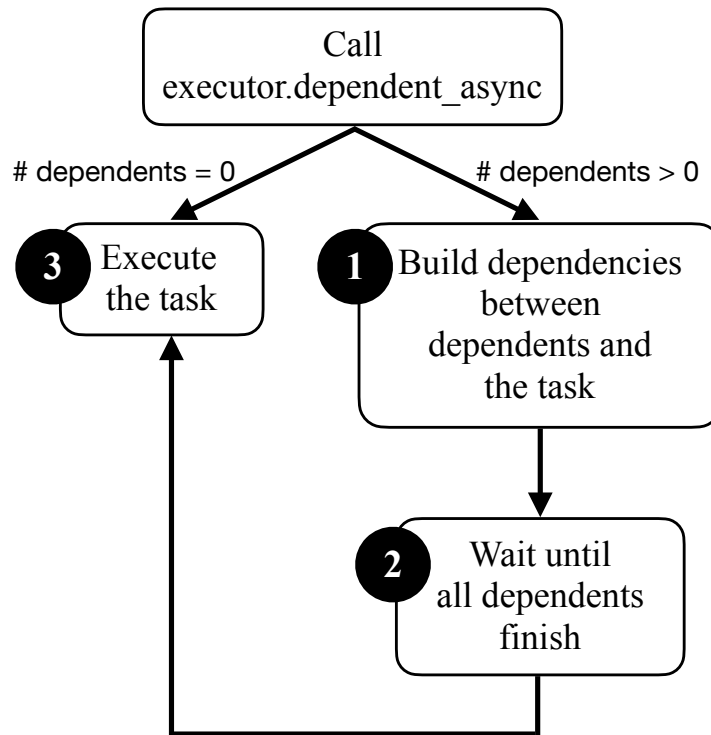 Call
executor.dependent_async
# dependents = 0
# dependents > 0
3
Execute
the task
1
Build dependencies
between
dependents and
the task
2
Wait until
all dependents
finish